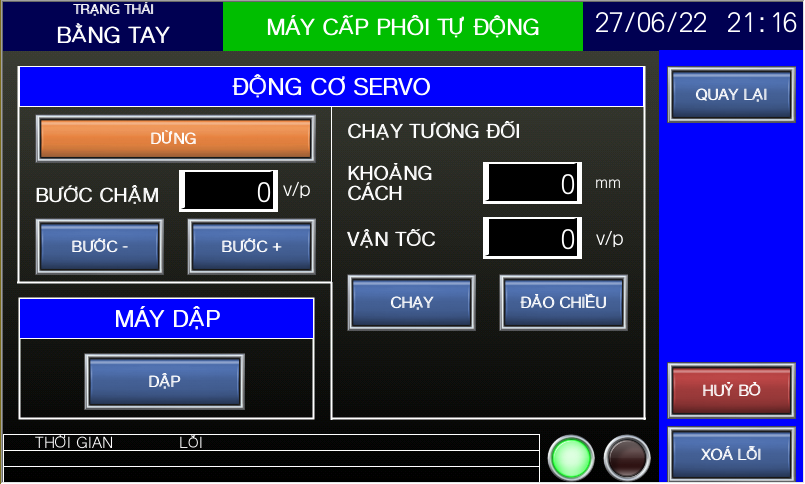 TRẠNG THÁI
BẰNG TAY
MÁY CẤP PHÔI TỰ ĐỘNG
27/06/22 21:16
ĐỘNG CƠ SERVO
QUAY LẠI
DỪNG
BƯỚC CHẬM 0 v/p
BƯỚC -
BƯỚC +
CHẠY TƯƠNG ĐỐI
KHOẢNG
CÁCH 0 mm
VẬN TỐC 0 v/p
CHẠY
ĐẢO CHIỀU
MÁY DẬP
DẬP
HUỶ BỎ
XOÁ LỖI
THỜI GIAN LỖI